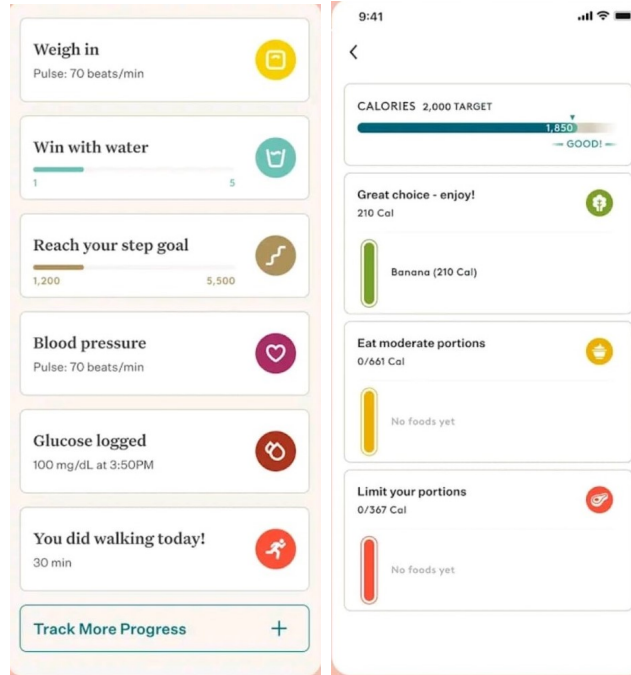 Weigh in
Pulse: 70 beats/min
Win with water
1 5
Reach your step goal
1,200 5,500
Blood pressure
Pulse: 70 beats/min
Glucose logged
100 mg/dL at 3:50PM
You did walking today!
30 min
Track More Progress +
9:41
CALORIES 2,000 TARGET
1,850
GOOD!
Great choice - enjoy!
210 Cal
Banana (210 Cal)
Eat moderate portions
0/661 Cal
No foods yet
Limit your portions
0/367 Cal
No foods yet